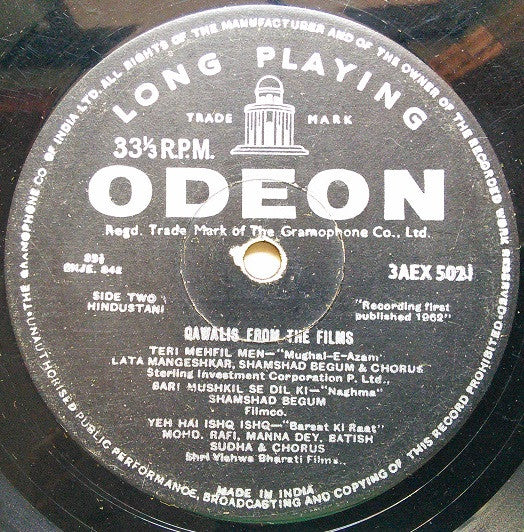 ALL RIGHTS OF THE MANUFACTURER AND OF THE OWNER OF THE RECORDED WORK RESERVED.
LONG PLAYING
TRADE MARK
33⅓ R.P.M.
ODEON
Regd. Trade Mark of The Gramophone Co., Ltd.
3AEX 5021
SIDE TWO
HINDUSTANI
"Recording first
published 1962"
QAWALIS FROM THE FILMS
TERI MEHFIL MEN—"Mughal-E-Azam"
LATA MANGESHKAR, SHAMSHAD BEGUM & CHORUS
Sterling Investment Corporation P. Ltd.,
BARI MUSHKIL SE DIL KI—"Naghma"
SHAMSHAD BEGUM
Filmco.
YEH HAI ISHQ ISHQ—"Barsat Ki Raat"
MOHD. RAFI, MANNA DEY, BATISH
SUDHA & CHORUS
Shri Vishwa Bharati Films.
UNAUTHORISED PUBLIC PERFORMANCE, BROADCASTING AND COPYING OF THIS RECORD PROHIBITED.
THE GRAMOPHONE CO OF INDIA LTD.
MADE IN INDIA